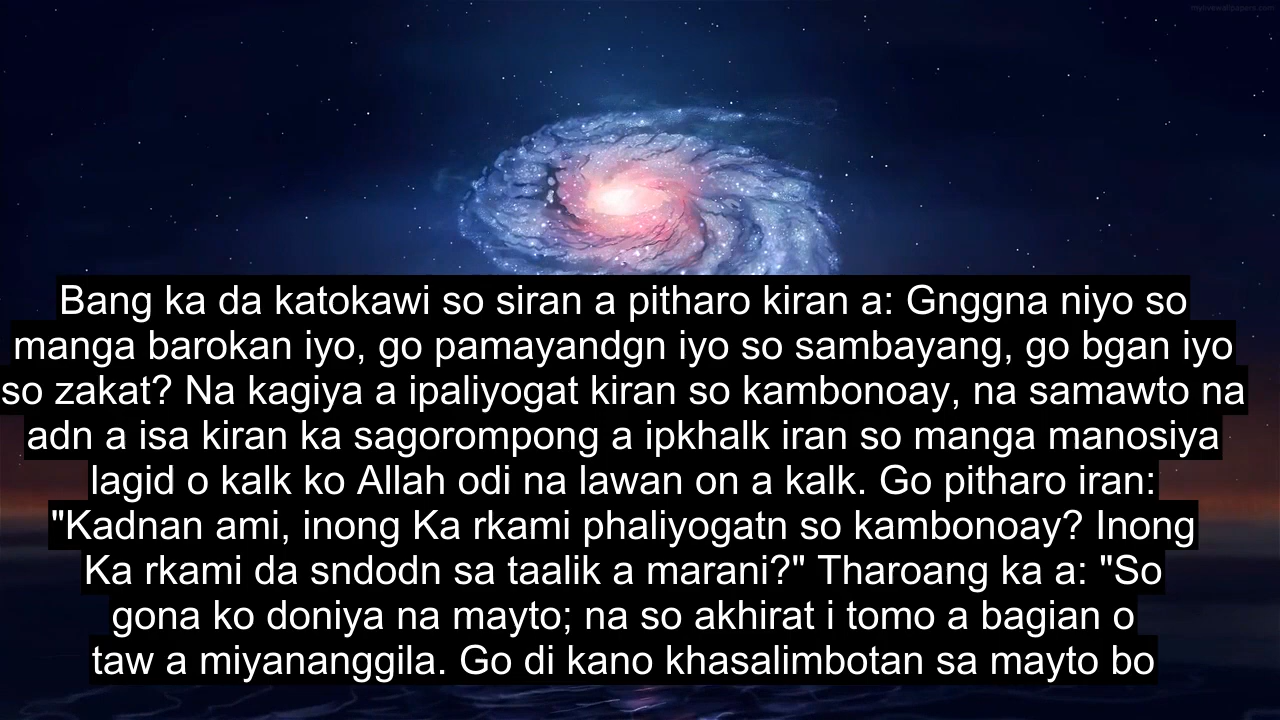 mylivewallpapers.com
Bang ka da katokawi so siran a pitharo kiran a: Gnggna niyo so
manga barokan iyo, go pamayandgn iyo so sambayang, go bgan iyo
so zakat? Na kagiya a ipaliyogat kiran so kambonoay, na samawto na
adn a isa kiran ka sagorompong a ipkhalk iran so manga manosiya
lagid o kalk ko Allah odi na lawan on a kalk. Go pitharo iran:
"Kadnan ami, inong Ka rkami phaliyogatn so kambonoay? Inong
Ka rkami da sndodn sa taalik a marani?" Tharoang ka a: "So
gona ko doniya na mayto; na so akhirat i tomo a bagian o
taw a miyananggila. Go di kano khasalimbotan sa mayto bo